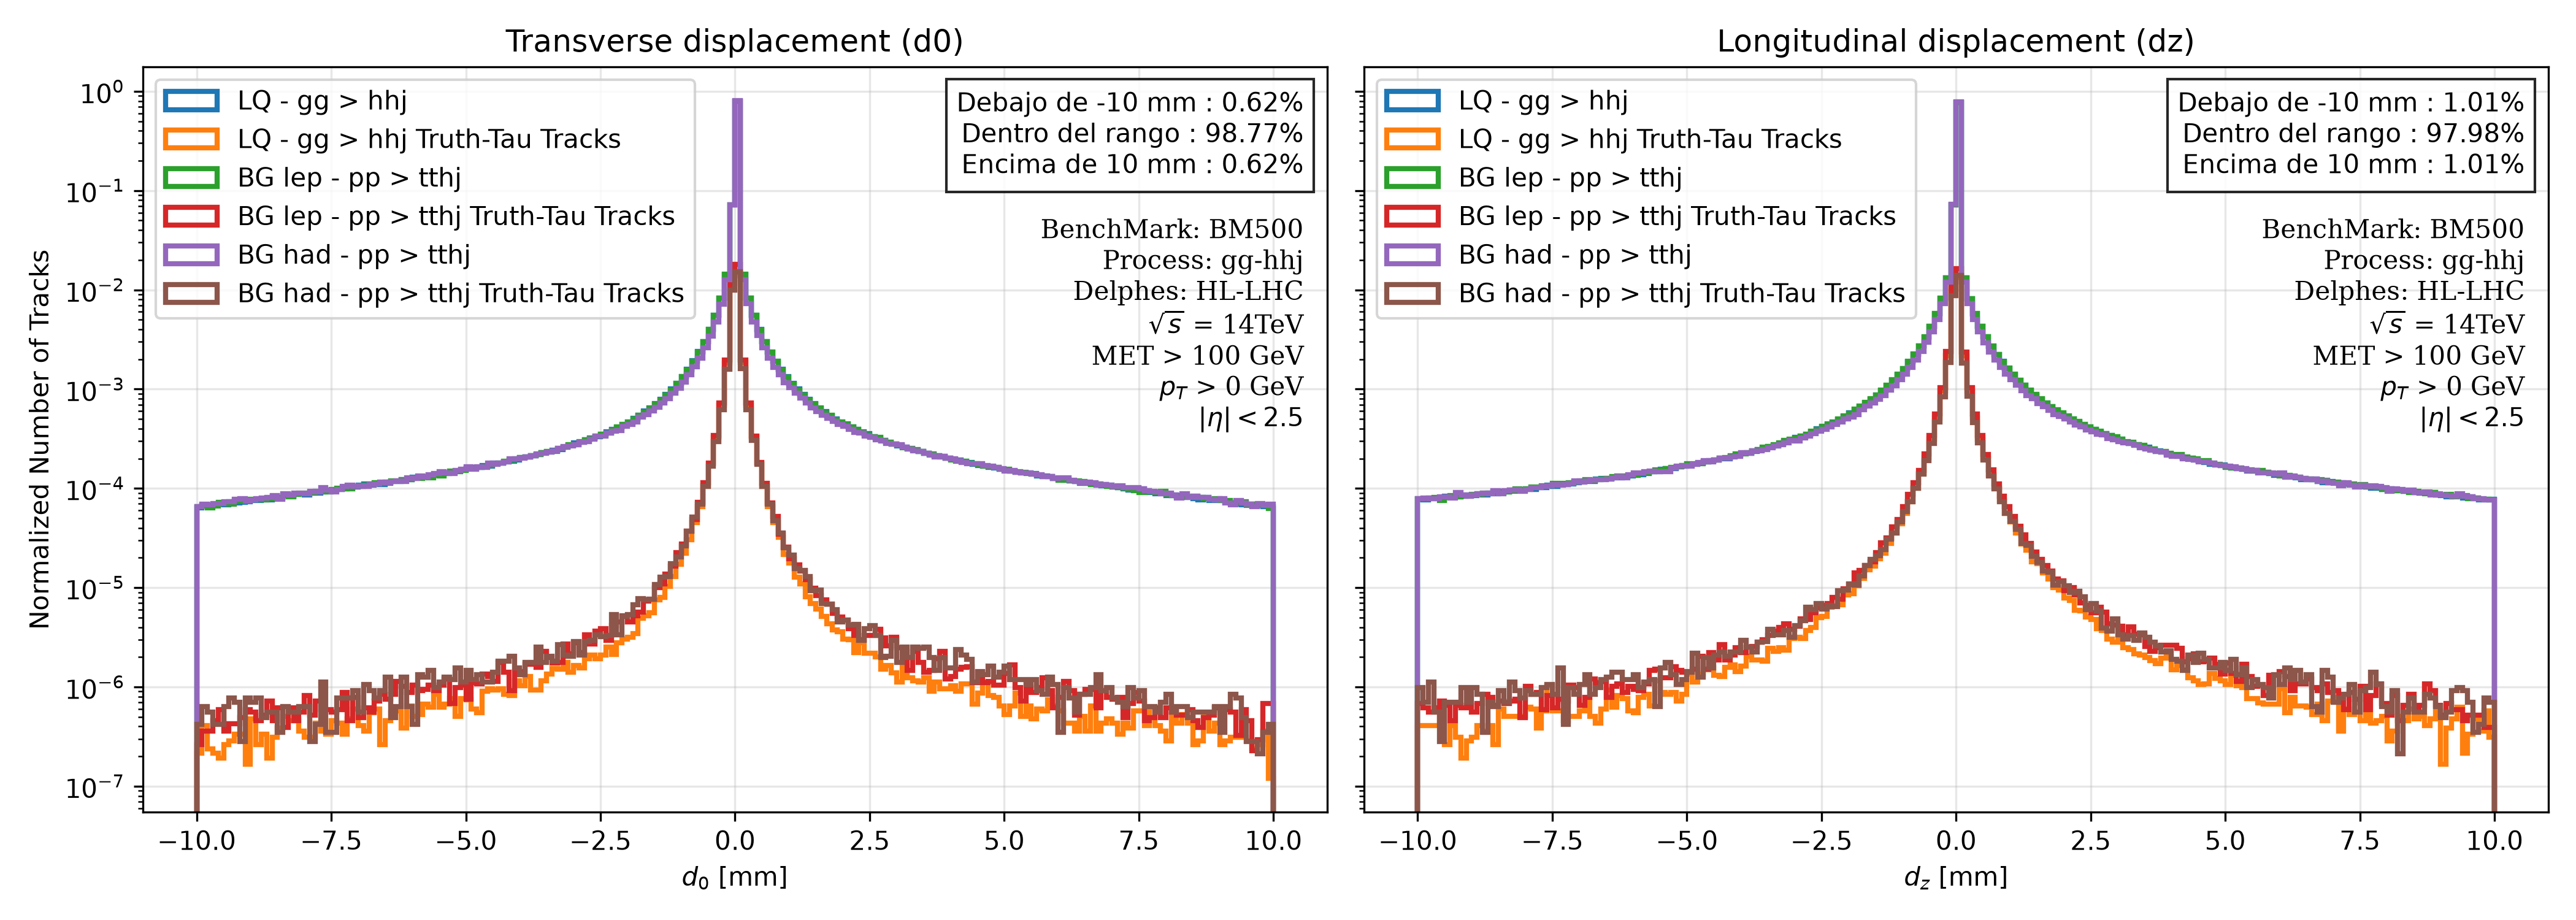 Transverse displacement (d0)
Normalized Number of Tracks
10⁰
10⁻¹
10⁻²
10⁻³
10⁻⁴
10⁻⁵
10⁻⁶
10⁻⁷
LQ - gg > hhj
LQ - gg > hhj Truth-Tau Tracks
BG lep - pp > tthj
BG lep - pp > tthj Truth-Tau Tracks
BG had - pp > tthj
BG had - pp > tthj Truth-Tau Tracks
Debajo de -10 mm : 0.62%
Dentro del rango : 98.77%
Encima de 10 mm : 0.62%
BenchMark: BM500
Process: gg-hhj
Delphes: HL-LHC
√s = 14TeV
MET > 100 GeV
p_T > 0 GeV
|η| < 2.5
−10.0 −7.5 −5.0 −2.5 0.0 2.5 5.0 7.5 10.0
d₀ [mm]
Longitudinal displacement (dz)
LQ - gg > hhj
LQ - gg > hhj Truth-Tau Tracks
BG lep - pp > tthj
BG lep - pp > tthj Truth-Tau Tracks
BG had - pp > tthj
BG had - pp > tthj Truth-Tau Tracks
Debajo de -10 mm : 1.01%
Dentro del rango : 97.98%
Encima de 10 mm : 1.01%
BenchMark: BM500
Process: gg-hhj
Delphes: HL-LHC
√s = 14TeV
MET > 100 GeV
p_T > 0 GeV
|η| < 2.5
−10.0 −7.5 −5.0 −2.5 0.0 2.5 5.0 7.5 10.0
d_z [mm]